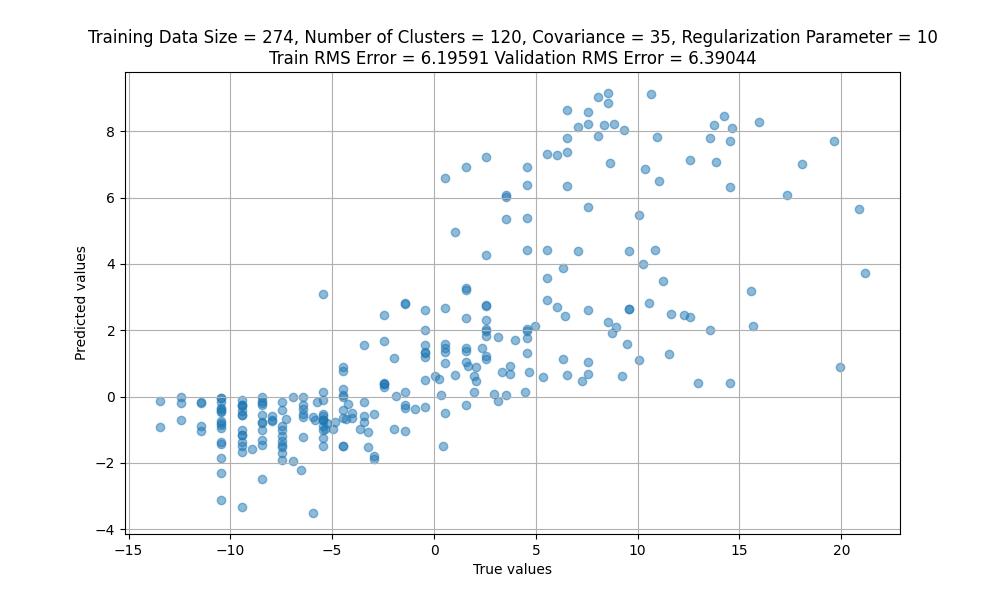 Training Data Size = 274, Number of Clusters = 120, Covariance = 35, Regularization Parameter = 10
Train RMS Error = 6.19591 Validation RMS Error = 6.39044
8
6
4
2
0
−2
−4
Predicted values
−15 −10 −5 0 5 10 15 20
True values